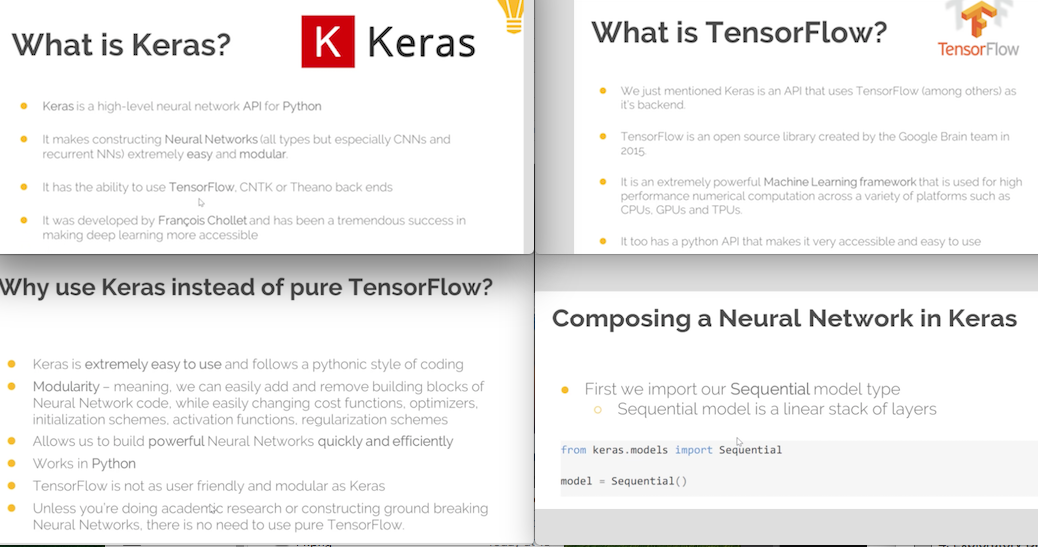 What is Keras?
K Keras
Keras is a high-level neural network API for Python
It makes constructing Neural Networks (all types but especially CNNs and
recurrent NNs) extremely easy and modular.
It has the ability to use TensorFlow, CNTK or Theano back ends
It was developed by François Chollet and has been a tremendous success in
making deep learning more accessible
What is TensorFlow?
TensorFlow
We just mentioned Keras is an API that uses TensorFlow (among others) as
it's backend.
TensorFlow is an open source library created by the Google Brain team in
2015.
It is an extremely powerful Machine Learning framework that is used for high
performance numerical computation across a variety of platforms such as
CPUs, GPUs and TPUs.
It too has a python API that makes it very accessible and easy to use
Why use Keras instead of pure TensorFlow?
Keras is extremely easy to use and follows a pythonic style of coding
Modularity – meaning, we can easily add and remove building blocks of
Neural Network code, while easily changing cost functions, optimizers,
initialization schemes, activation functions, regularization schemes
Allows us to build powerful Neural Networks quickly and efficiently
Works in Python
TensorFlow is not as user friendly and modular as Keras
Unless you're doing academic research or constructing ground breaking
Neural Networks, there is no need to use pure TensorFlow.
Composing a Neural Network in Keras
First we import our Sequential model type
Sequential model is a linear stack of layers
from keras.models import Sequential
model = Sequential()